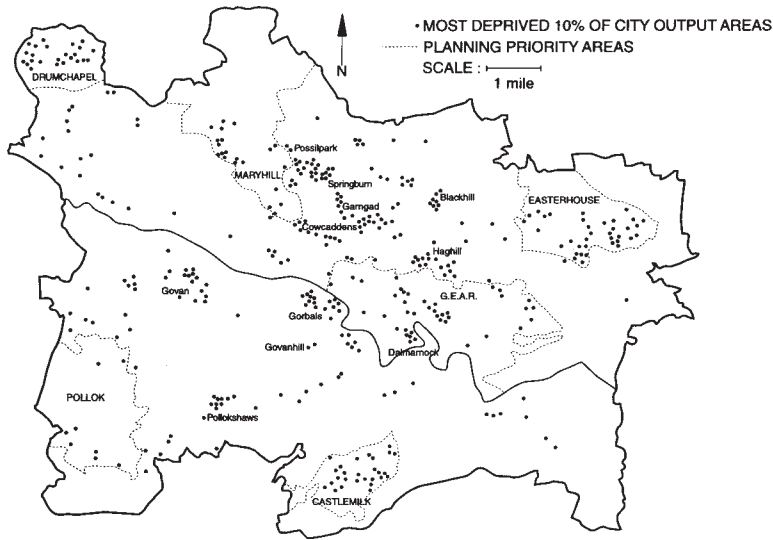 • MOST DEPRIVED 10% OF CITY OUTPUT AREAS
PLANNING PRIORITY AREAS
SCALE :
1 mile
N
DRUMCHAPEL
Possilpark
MARYHILL
Springburn
Garngad
Blackhill
EASTERHOUSE
Cowcaddens
Haghill
Govan
G.E.A.R.
Gorbals
Govanhill
Dalmarnock
POLLOK
Pollokshaws
CASTLEMILK